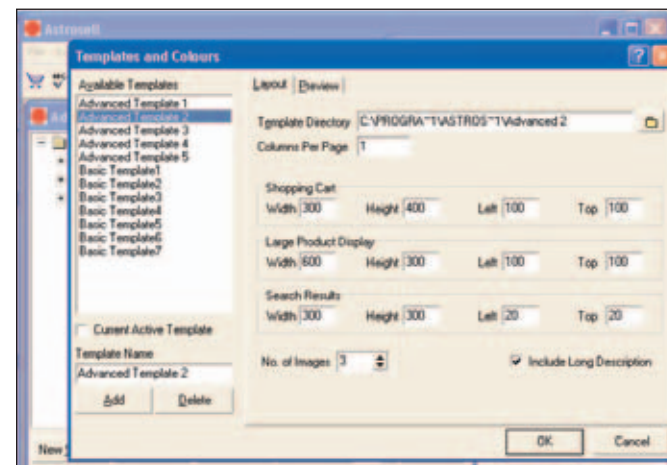 Astrosell
Templates and Colours
Available Templates
Advanced Template 1
Advanced Template 2
Advanced Template 3
Advanced Template 4
Advanced Template 5
Basic Template1
Basic Template2
Basic Template3
Basic Template4
Basic Template5
Basic Template6
Basic Template7
Current Active Template
Template Name
Advanced Template 2
Add Delete
Layout Preview
Template Directory C:\PROGRA~1\ASTROS~1\Advanced 2
Columns Per Page 1
Shopping Cart
Width 300 Height 400 Left 100 Top 100
Large Product Display
Width 600 Height 300 Left 100 Top 100
Search Results
Width 300 Height 300 Left 20 Top 20
No. of Images 3 Include Long Description
OK Cancel
New